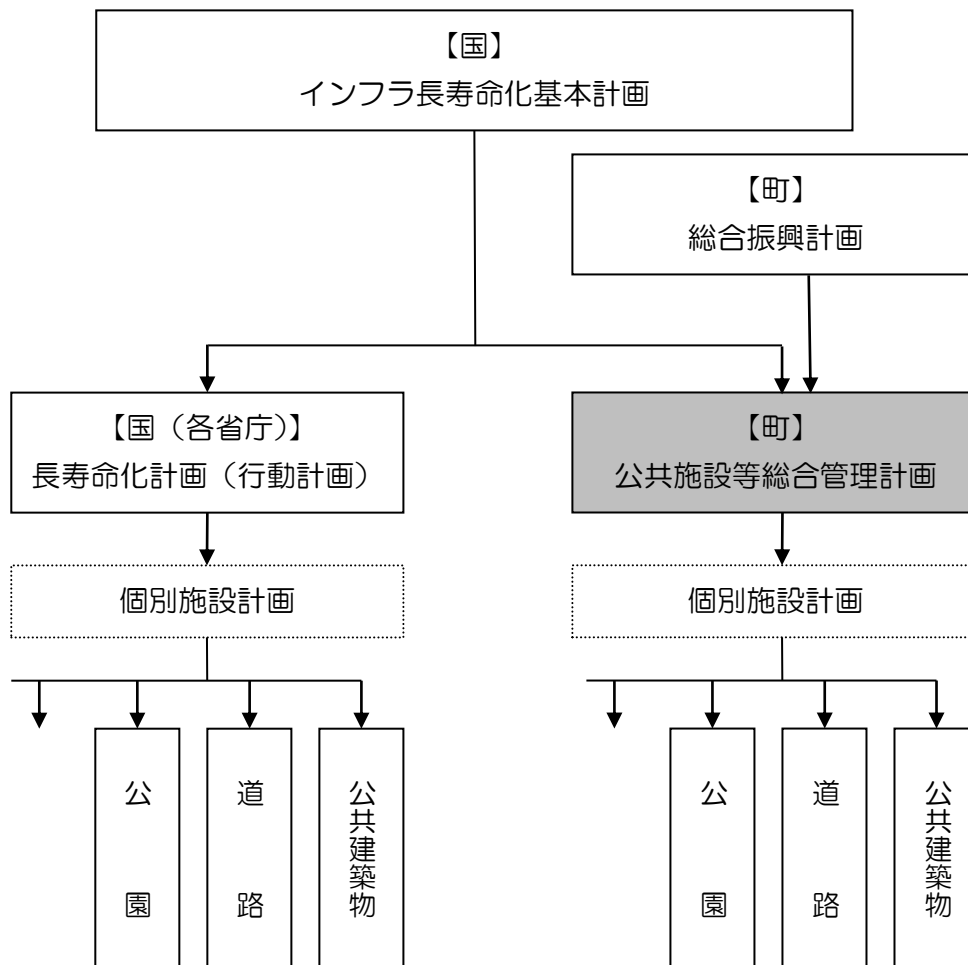 【国】
インフラ長寿命化基本計画
【町】
総合振興計画
【国（各省庁）】
長寿命化計画（行動計画）
【町】
公共施設等総合管理計画
個別施設計画
個別施設計画
公園
道路
公共建築物
公園
道路
公共建築物